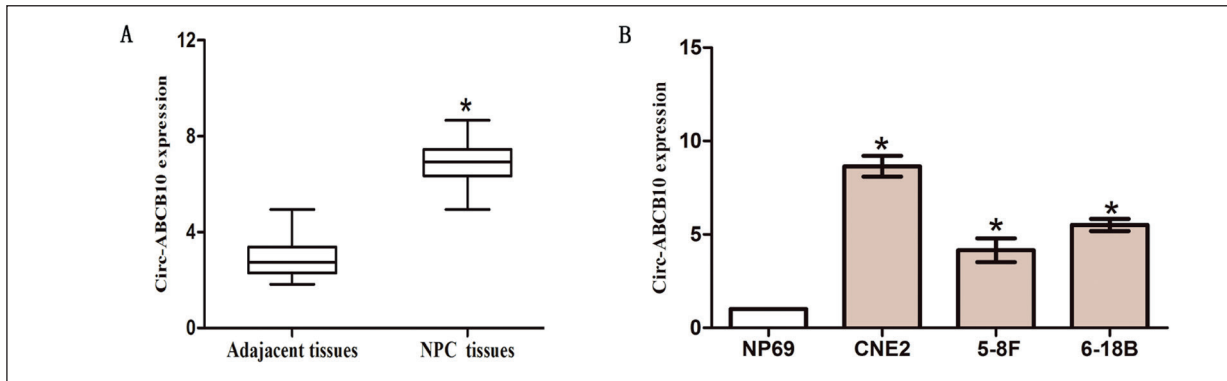 A
Circ-ABCB10 expression
12
8
4
0
*
Adajacent tissues
NPC tissues
B
Circ-ABCB10 expression
15
10
5
0
*
*
*
NP69
CNE2
5-8F
6-18B